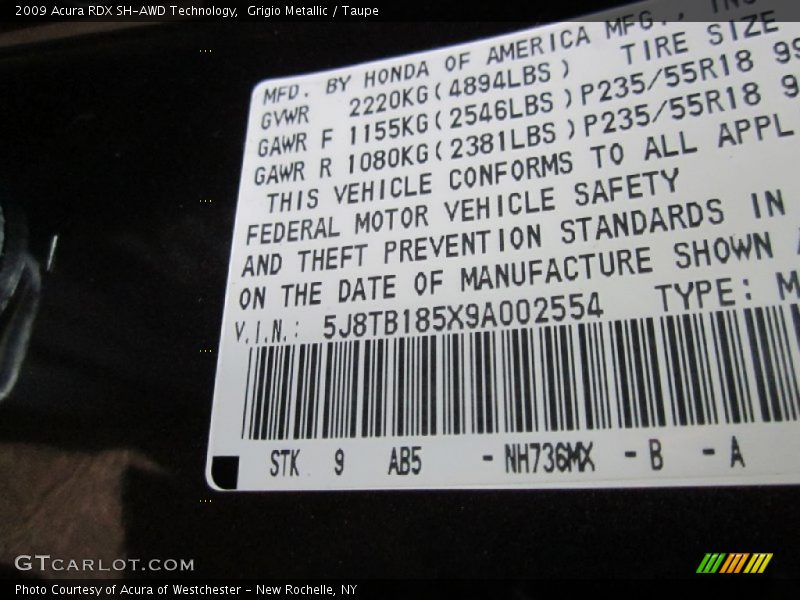 2009 Acura RDX SH-AWD Technology, Grigio Metallic / Taupe
MFD. BY HONDA OF AMERICA MFG., INC
GVWR 2220KG(4894LBS) TIRE SIZE
GAWR F 1155KG(2546LBS)P235/55R18 99
GAWR R 1080KG(2381LBS)P235/55R18 9
THIS VEHICLE CONFORMS TO ALL APPL
FEDERAL MOTOR VEHICLE SAFETY
AND THEFT PREVENTION STANDARDS IN
ON THE DATE OF MANUFACTURE SHOWN
V.I.N.: 5J8TB185X9A002554 TYPE: M
STK 9 AB5 -NH736MX -B -A
GTCARLOT.COM
Photo Courtesy of Acura of Westchester - New Rochelle, NY